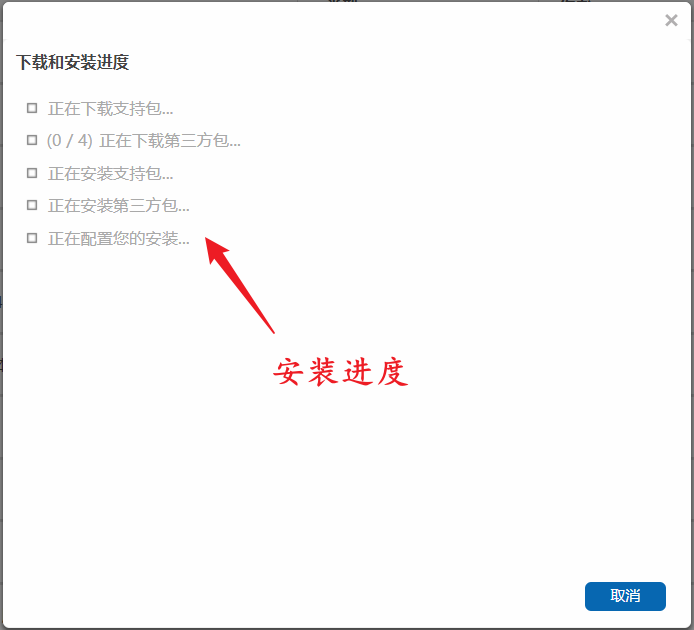 下载和安装进度
正在下载支持包...
(0 / 4) 正在下载第三方包...
正在安装支持包...
正在安装第三方包...
正在配置您的安装...
安装进度
取消